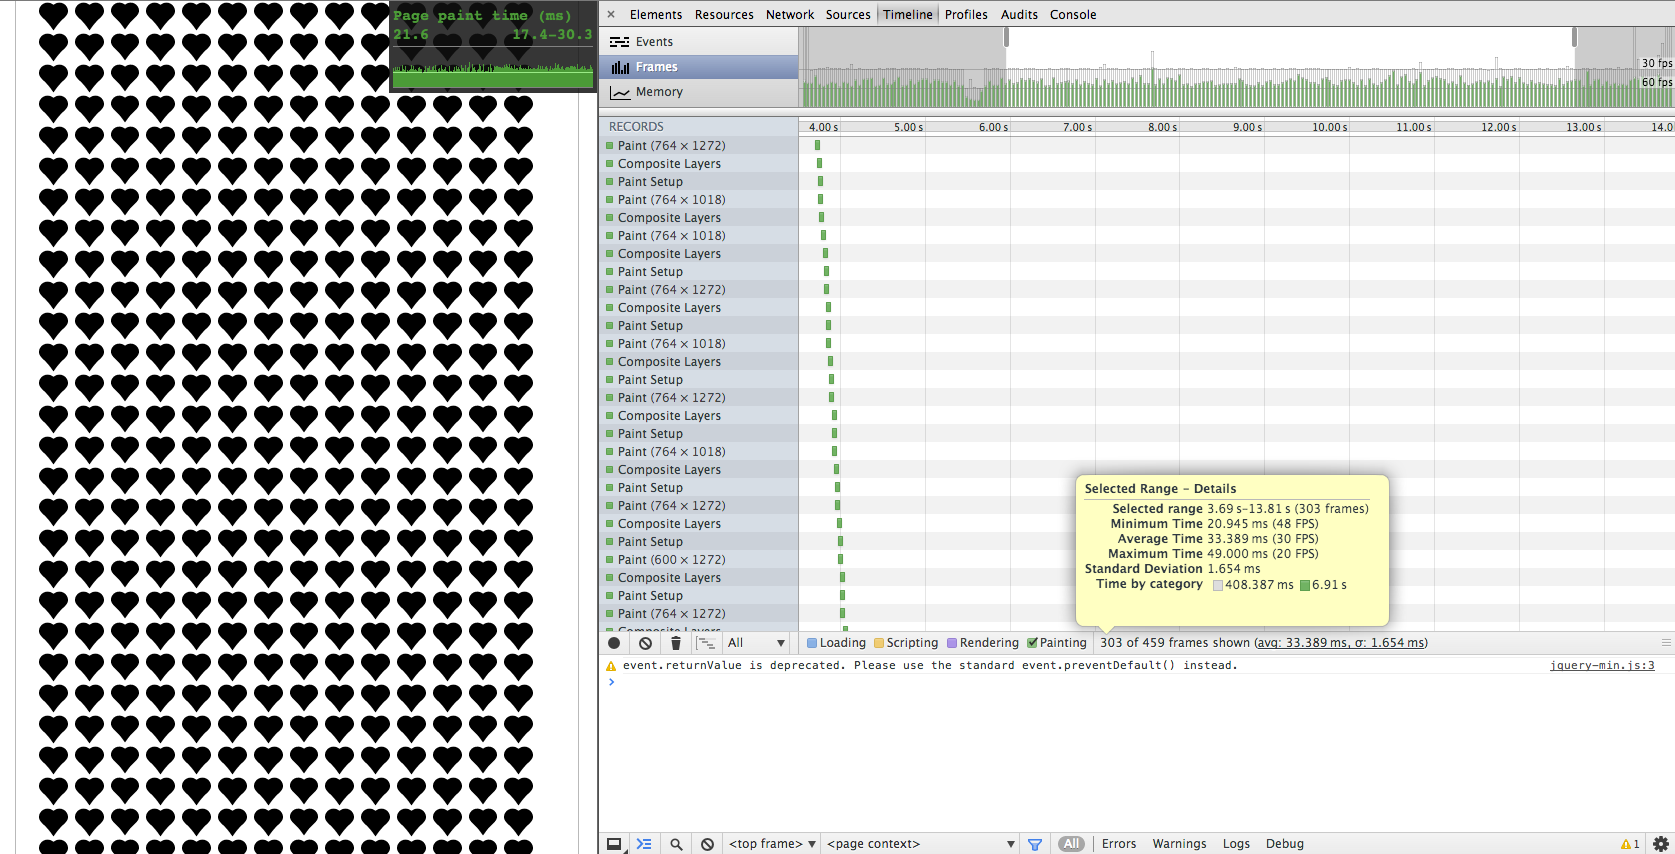 Page paint time (ms)
21.6 17.4-30.3
× Elements Resources Network Sources Timeline Profiles Audits Console
Events
Frames
Memory
30 fps
60 fps
RECORDS
4.00 s 5.00 s 6.00 s 7.00 s 8.00 s 9.00 s 10.00 s 11.00 s 12.00 s 13.00 s 14.0
Paint (764 × 1272)
Composite Layers
Paint Setup
Paint (764 × 1018)
Composite Layers
Paint (764 × 1018)
Composite Layers
Paint Setup
Paint (764 × 1272)
Composite Layers
Paint Setup
Paint (764 × 1018)
Composite Layers
Paint Setup
Paint (764 × 1272)
Composite Layers
Paint Setup
Paint (764 × 1018)
Composite Layers
Paint Setup
Paint (764 × 1272)
Composite Layers
Paint Setup
Paint (600 × 1272)
Composite Layers
Paint Setup
Paint (764 × 1272)
Composite Layers
Selected Range – Details
Selected range 3.69 s–13.81 s (303 frames)
Minimum Time 20.945 ms (48 FPS)
Average Time 33.389 ms (30 FPS)
Maximum Time 49.000 ms (20 FPS)
Standard Deviation 1.654 ms
Time by category 408.387 ms 6.91 s
All Loading Scripting Rendering Painting 303 of 459 frames shown (avg: 33.389 ms, σ: 1.654 ms)
event.returnValue is deprecated. Please use the standard event.preventDefault() instead. jquery-min.js:3
>
<top frame> <page context> All Errors Warnings Logs Debug 1